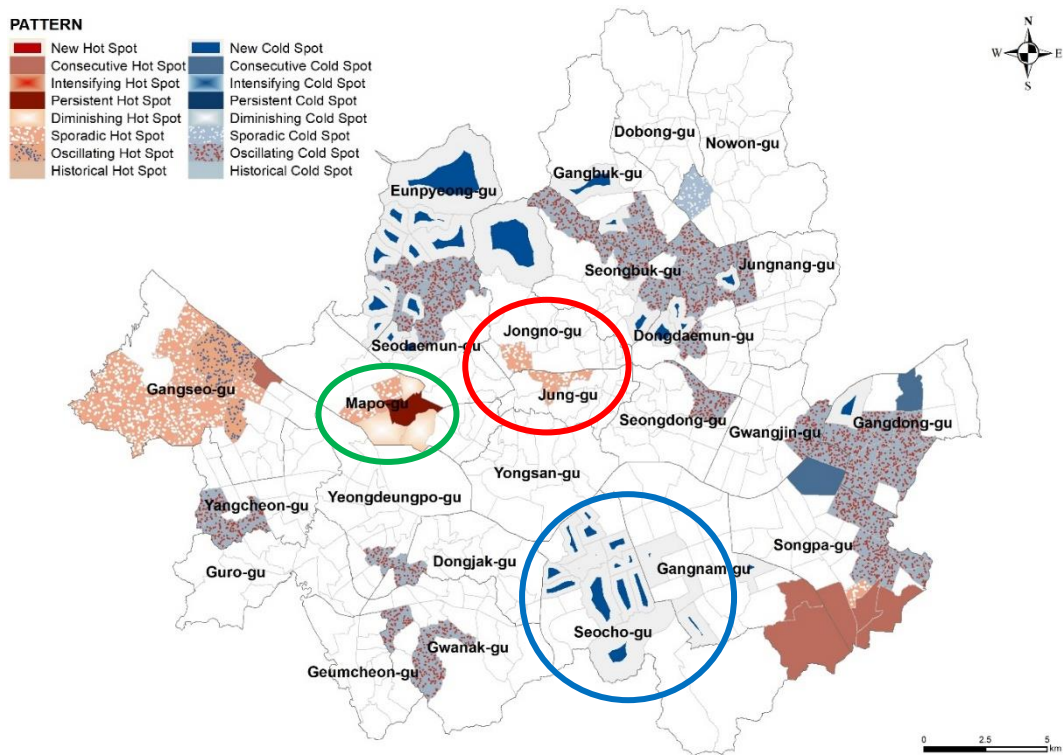 PATTERN
New Hot Spot New Cold Spot
Consecutive Hot Spot Consecutive Cold Spot
Intensifying Hot Spot Intensifying Cold Spot
Persistent Hot Spot Persistent Cold Spot
Diminishing Hot Spot Diminishing Cold Spot
Sporadic Hot Spot Sporadic Cold Spot
Oscillating Hot Spot Oscillating Cold Spot
Historical Hot Spot Historical Cold Spot
N
W E
S
Dobong-gu
Nowon-gu
Gangbuk-gu
Eunpyeong-gu
Seongbuk-gu
Jungnang-gu
Jongno-gu
Dongdaemun-gu
Seodaemun-gu
Gangseo-gu
Mapo-gu
Jung-gu
Seongdong-gu
Gwangjin-gu
Gangdong-gu
Yongsan-gu
Yeongdeungpo-gu
Yangcheon-gu
Songpa-gu
Dongjak-gu
Gangnam-gu
Guro-gu
Seocho-gu
Gwanak-gu
Geumcheon-gu
0 2.5 5
km